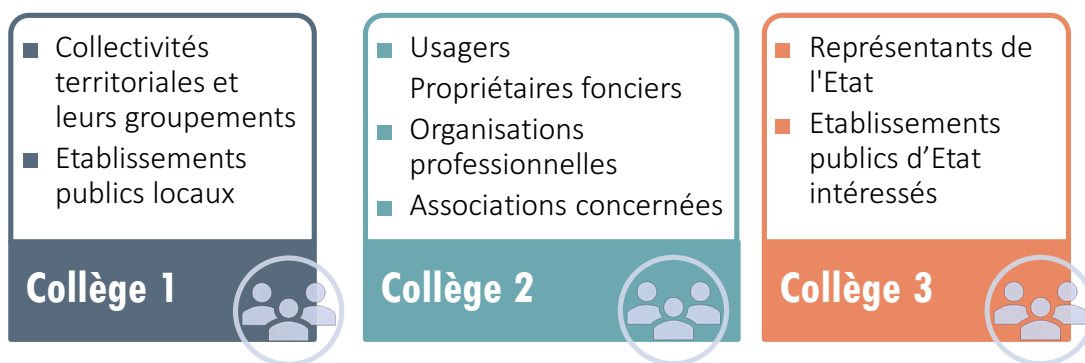 Collectivités
territoriales et
leurs groupements
Etablissements
publics locaux
Collège 1
Usagers
Propriétaires fonciers
Organisations
professionnelles
Associations concernées
Collège 2
Représentants de
l'Etat
Etablissements
publics d’Etat
intéressés
Collège 3